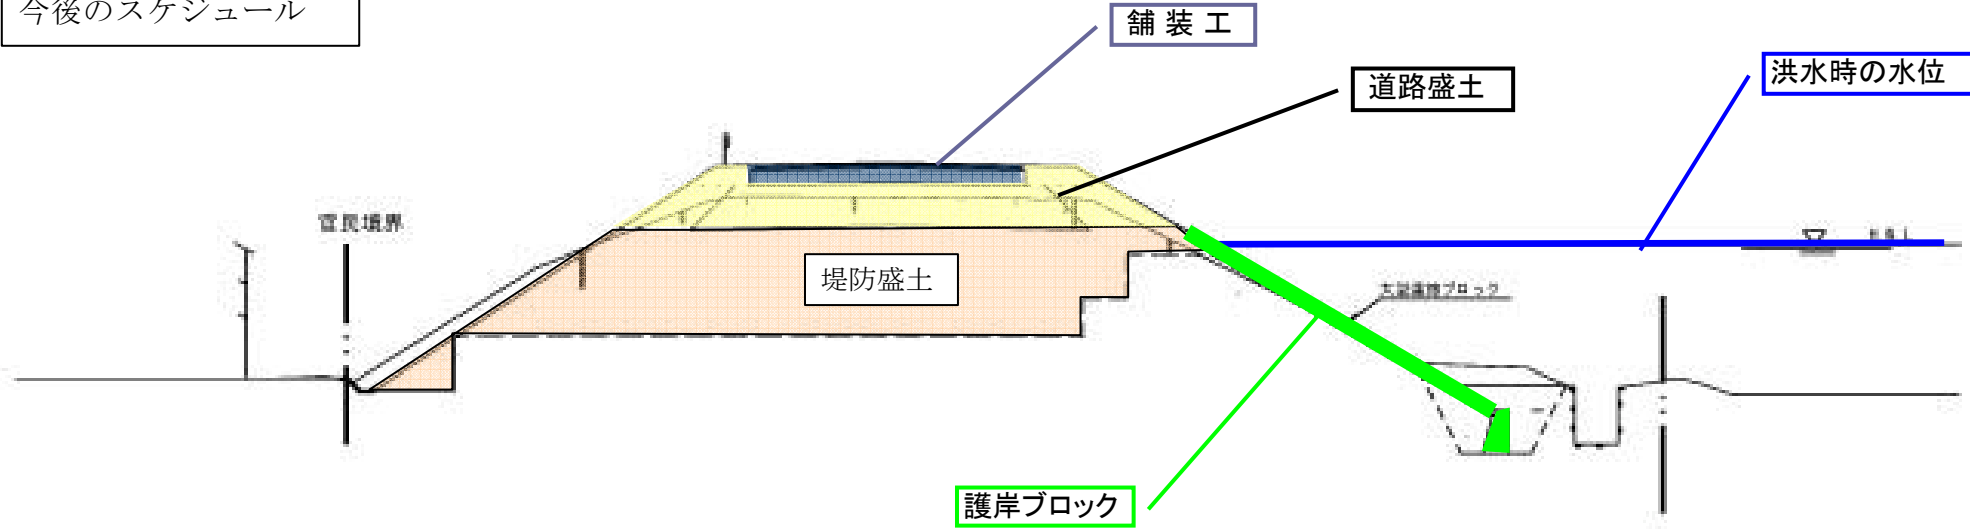 今後のスケジュール
舗装工
道路盛土
洪水時の水位
官民境界
堤防盛土
護岸ブロック